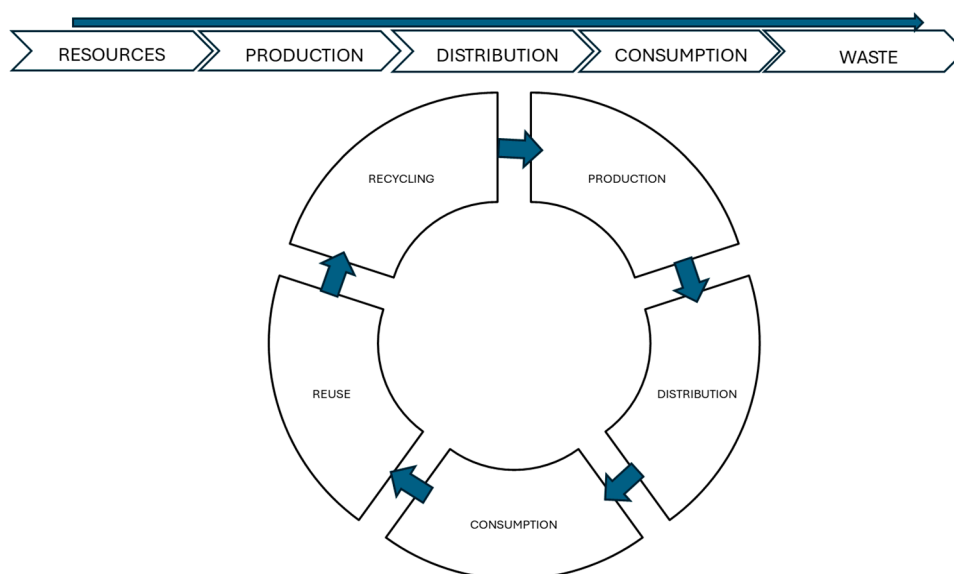 RESOURCES
PRODUCTION
DISTRIBUTION
CONSUMPTION
WASTE
RECYCLING
PRODUCTION
REUSE
DISTRIBUTION
CONSUMPTION